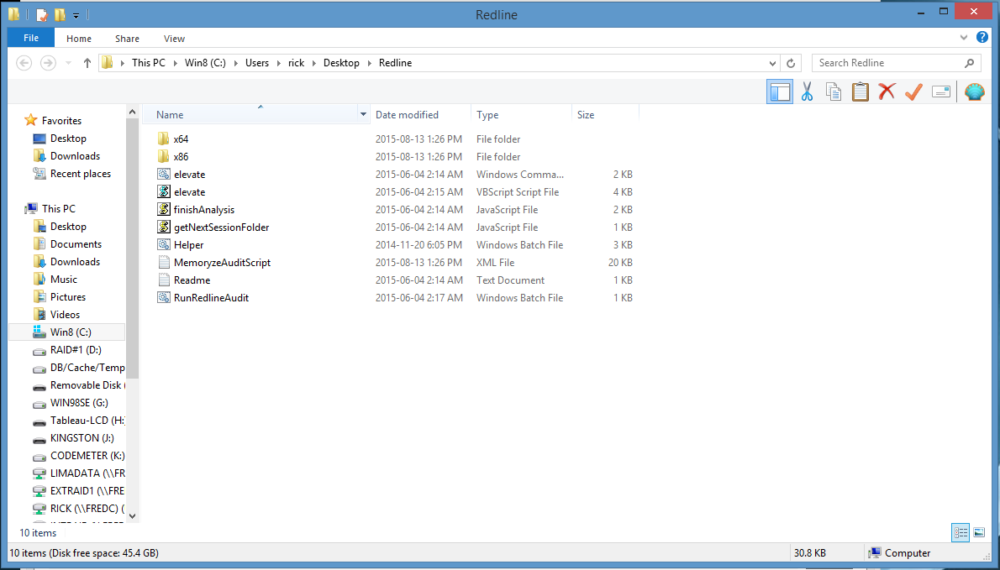 Redline
File Home Share View
This PC Win8 (C:) Users rick Desktop Redline Search Redline
Name Date modified Type Size
Favorites
Desktop
Downloads
Recent places
This PC
Desktop
Documents
Downloads
Music
Pictures
Videos
Win8 (C:)
RAID#1 (D:)
DB/Cache/Temp
Removable Disk (
WIN98SE (G:)
Tableau-LCD (H:
KINGSTON (J:)
CODEMETER (K:)
LIMADATA (\\FR
EXTRAID1 (\\FRE
RICK (\\FREDC) (
x64 2015-08-13 1:26 PM File folder
x86 2015-08-13 1:26 PM File folder
elevate 2015-06-04 2:14 AM Windows Comma... 2 KB
elevate 2015-06-04 2:15 AM VBScript Script File 4 KB
finishAnalysis 2015-06-04 2:14 AM JavaScript File 2 KB
getNextSessionFolder 2015-06-04 2:14 AM JavaScript File 1 KB
Helper 2014-11-20 6:05 PM Windows Batch File 3 KB
MemoryzeAuditScript 2015-08-13 1:26 PM XML File 20 KB
Readme 2015-06-04 2:14 AM Text Document 1 KB
RunRedlineAudit 2015-06-04 2:17 AM Windows Batch File 1 KB
10 items
10 items (Disk free space: 45.4 GB) 30.8 KB Computer